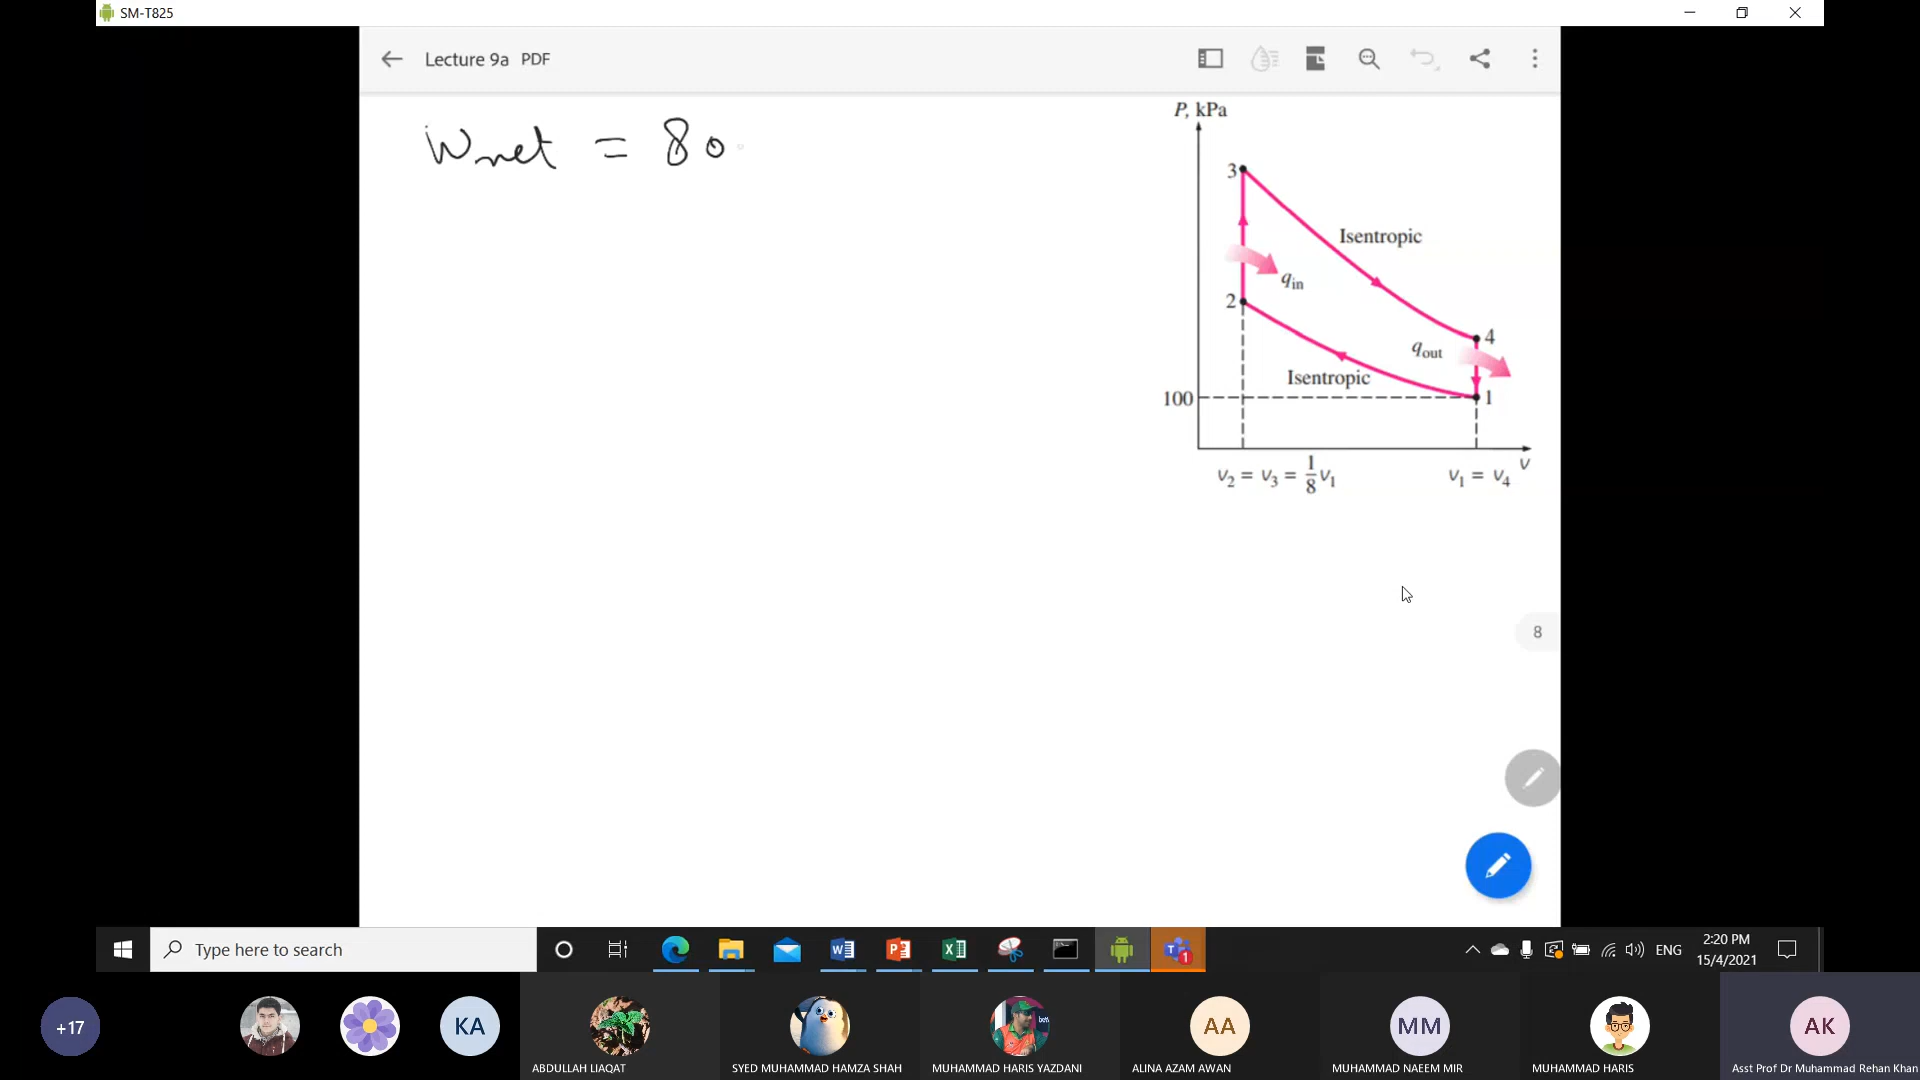 SM-T825
Lecture 9a PDF
Wnet = 80
P, kPa
3
Isentropic
qin
2
4
qout
Isentropic
100
1
v
v2 = v3 = 1/8 v1
v1 = v4
8
Type here to search
1
ENG
2:20 PM
15/4/2021
+17
KA
AA
MM
AK
ABDULLAH LIAQAT
SYED MUHAMMAD HAMZA SHAH
MUHAMMAD HARIS YAZDANI
ALINA AZAM AWAN
MUHAMMAD NAEEM MIR
MUHAMMAD HARIS
Asst Prof Dr Muhammad Rehan Khan